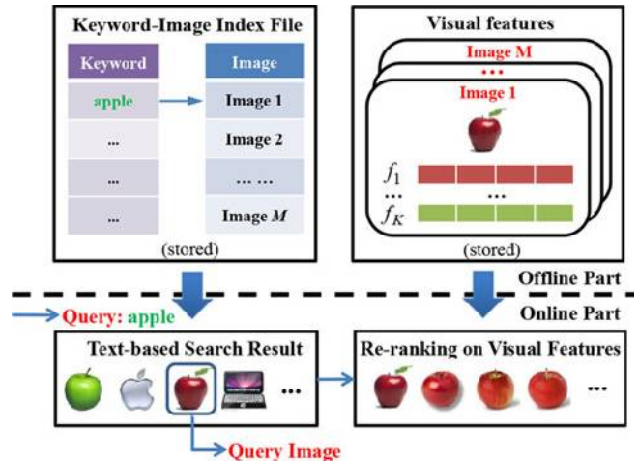 Keyword-Image Index File
Keyword
Image
apple
Image 1
...
Image 2
...
... ...
...
Image M
(stored)
Visual features
Image M
...
Image 1
f1
...
...
fK
(stored)
Offline Part
Online Part
Query: apple
Text-based Search Result
...
Query Image
Re-ranking on Visual Features
...